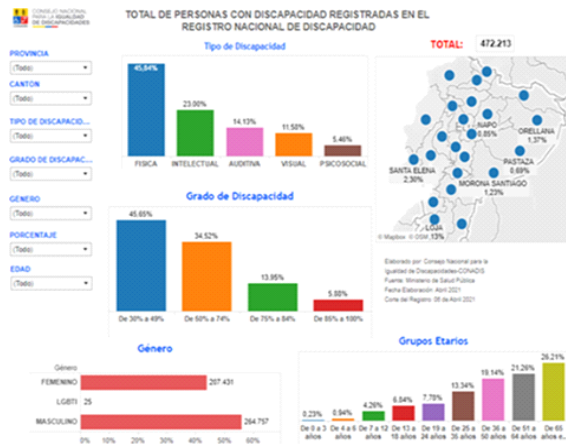 CONSEJO NACIONAL
PARA LA IGUALDAD
DE DISCAPACIDADES
TOTAL DE PERSONAS CON DISCAPACIDAD REGISTRADAS EN EL
REGISTRO NACIONAL DE DISCAPACIDAD
PROVINCIA
(Todo)
CANTON
(Todo)
TIPO DE DISCAPACID...
(Todo)
GRADO DE DISCAPAC...
(Todo)
GÉNERO
(Todo)
PORCENTAJE
(Todo)
EDAD
(Todo)
Tipo de Discapacidad
45,84%
23.00%
14.13%
11.58%
5.46%
FISICA INTELECTUAL AUDITIVA VISUAL PSICOSOCIAL
Grado de Discapacidad
45.65%
34.52%
13.95%
5.88%
De 30% a 49% De 50% a 74% De 75% a 84% De 85% a 100%
TOTAL: 472.213
NAPO
0,85%
ORELLANA
1,37%
PASTAZA
0,69%
SANTA ELENA
2,30%
MORONA SANTIAGO
1,23%
LOJA
© Mapbox © OSM
Elaborado por: Consejo Nacional para la
Igualdad de Discapacidades-CONADIS
Fuente: Ministerio de Salud Pública
Fecha Elaboración: Abril 2021
Corte del Registro: 06 de Abril 2021
Género
Género
FEMENINO 207.431
LGBTI 25
MASCULINO 264.757
0% 10% 20% 30% 40% 50% 60%
Grupos Etarios
0.23% 0.94% 4.26% 6.84% 7.78% 13.34% 19.14% 21.26% 26.21%
De 0 a 3 años
De 4 a 6 años
De 7 a 12 años
De 13 a 18 años
De 19 a 24 años
De 25 a 35 años
De 36 a 50 años
De 51 a 64 años
De 65 años e..